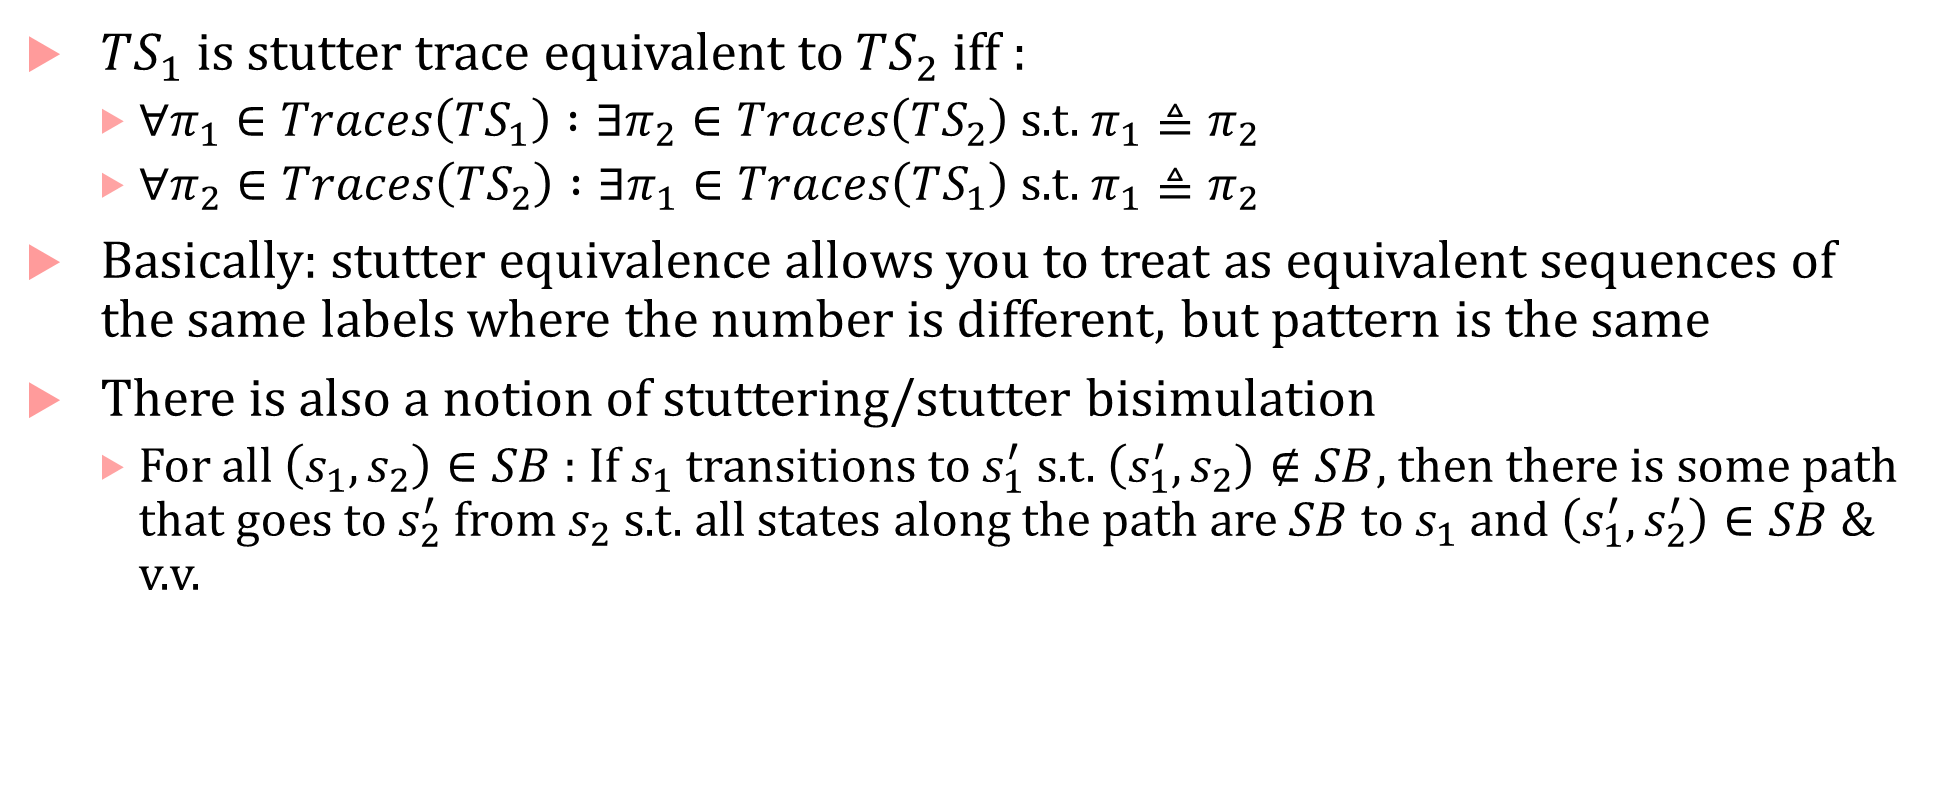 TS₁ is stutter trace equivalent to TS₂ iff :
∀π₁ ∈ Traces(TS₁) : ∃π₂ ∈ Traces(TS₂) s.t. π₁ ≜ π₂
∀π₂ ∈ Traces(TS₂) : ∃π₁ ∈ Traces(TS₁) s.t. π₁ ≜ π₂
Basically: stutter equivalence allows you to treat as equivalent sequences of
the same labels where the number is different, but pattern is the same
There is also a notion of stuttering/stutter bisimulation
For all (s₁, s₂) ∈ SB : If s₁ transitions to s₁′ s.t. (s₁′, s₂) ∉ SB, then there is some path
that goes to s₂′ from s₂ s.t. all states along the path are SB to s₁ and (s₁′, s₂′) ∈ SB &
v.v.